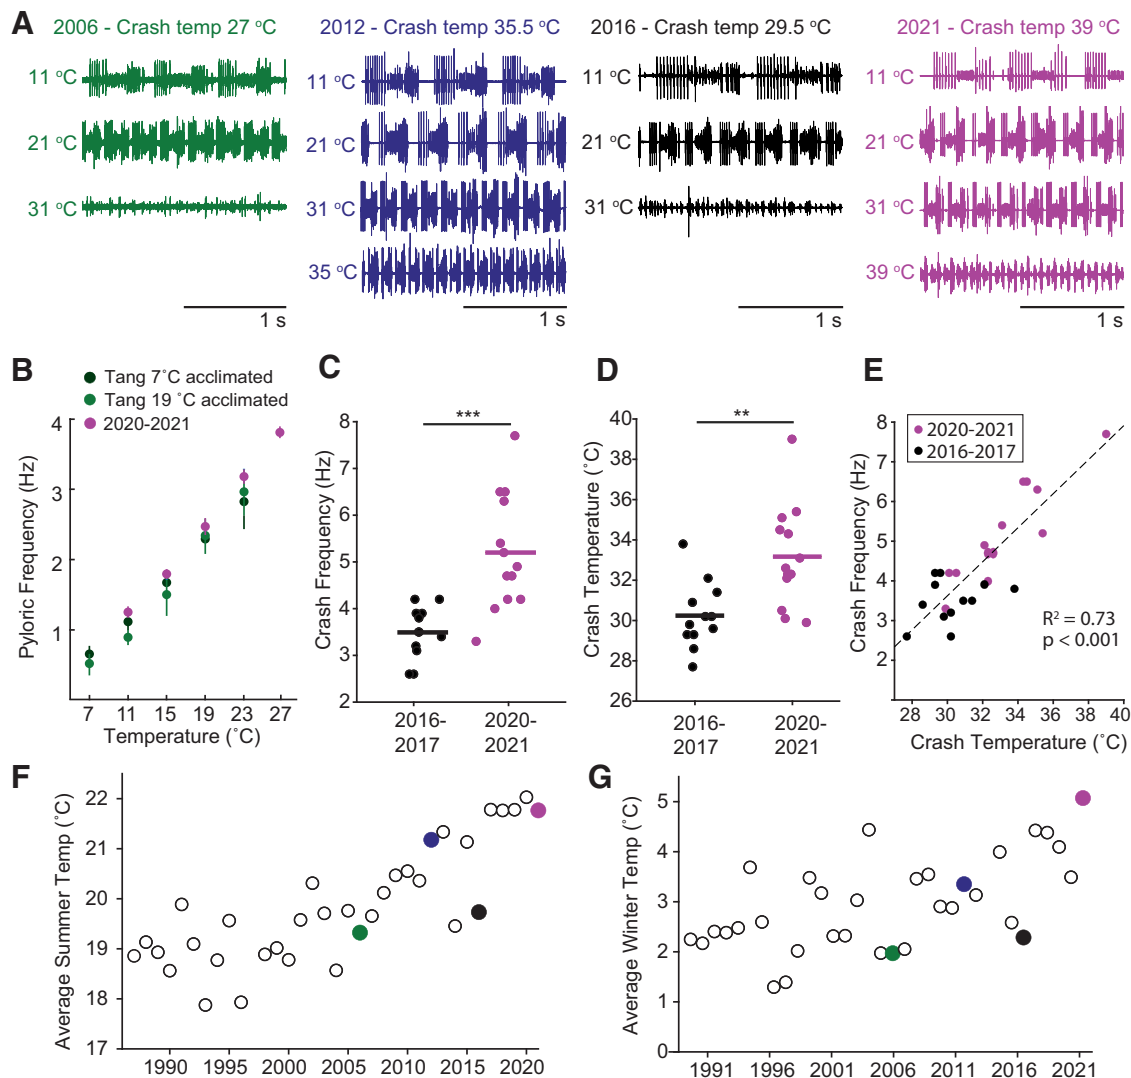 A
2006 - Crash temp 27 °C
2012 - Crash temp 35.5 °C
2016 - Crash temp 29.5 °C
2021 - Crash temp 39 °C
11 °C
11 °C
11 °C
11 °C
21 °C
21 °C
21 °C
21 °C
31 °C
31 °C
31 °C
31 °C
35 °C
39 °C
1 s
1 s
1 s
1 s
B
Tang 7˚C acclimated
Tang 19 ˚C acclimated
2020-2021
Pyloric Frequency (Hz)
4
3
2
1
7
11
15
19
23
27
Temperature (˚C)
C
***
Crash Frequency (Hz)
8
7
6
5
4
3
2
2016-
2017
2020-
2021
D
**
Crash Temperature (˚C)
40
38
36
34
32
30
28
26
2016-
2017
2020-
2021
E
2020-2021
2016-2017
Crash Frequency (Hz)
8
6
4
2
R² = 0.73
p < 0.001
28
30
32
34
36
38
40
Crash Temperature (˚C)
F
Average Summer Temp (˚C)
22
21
20
19
18
17
1990
1995
2000
2005
2010
2015
2020
G
Average Winter Temp (˚C)
5
4
3
2
1
0
1991
1996
2001
2006
2011
2016
2021